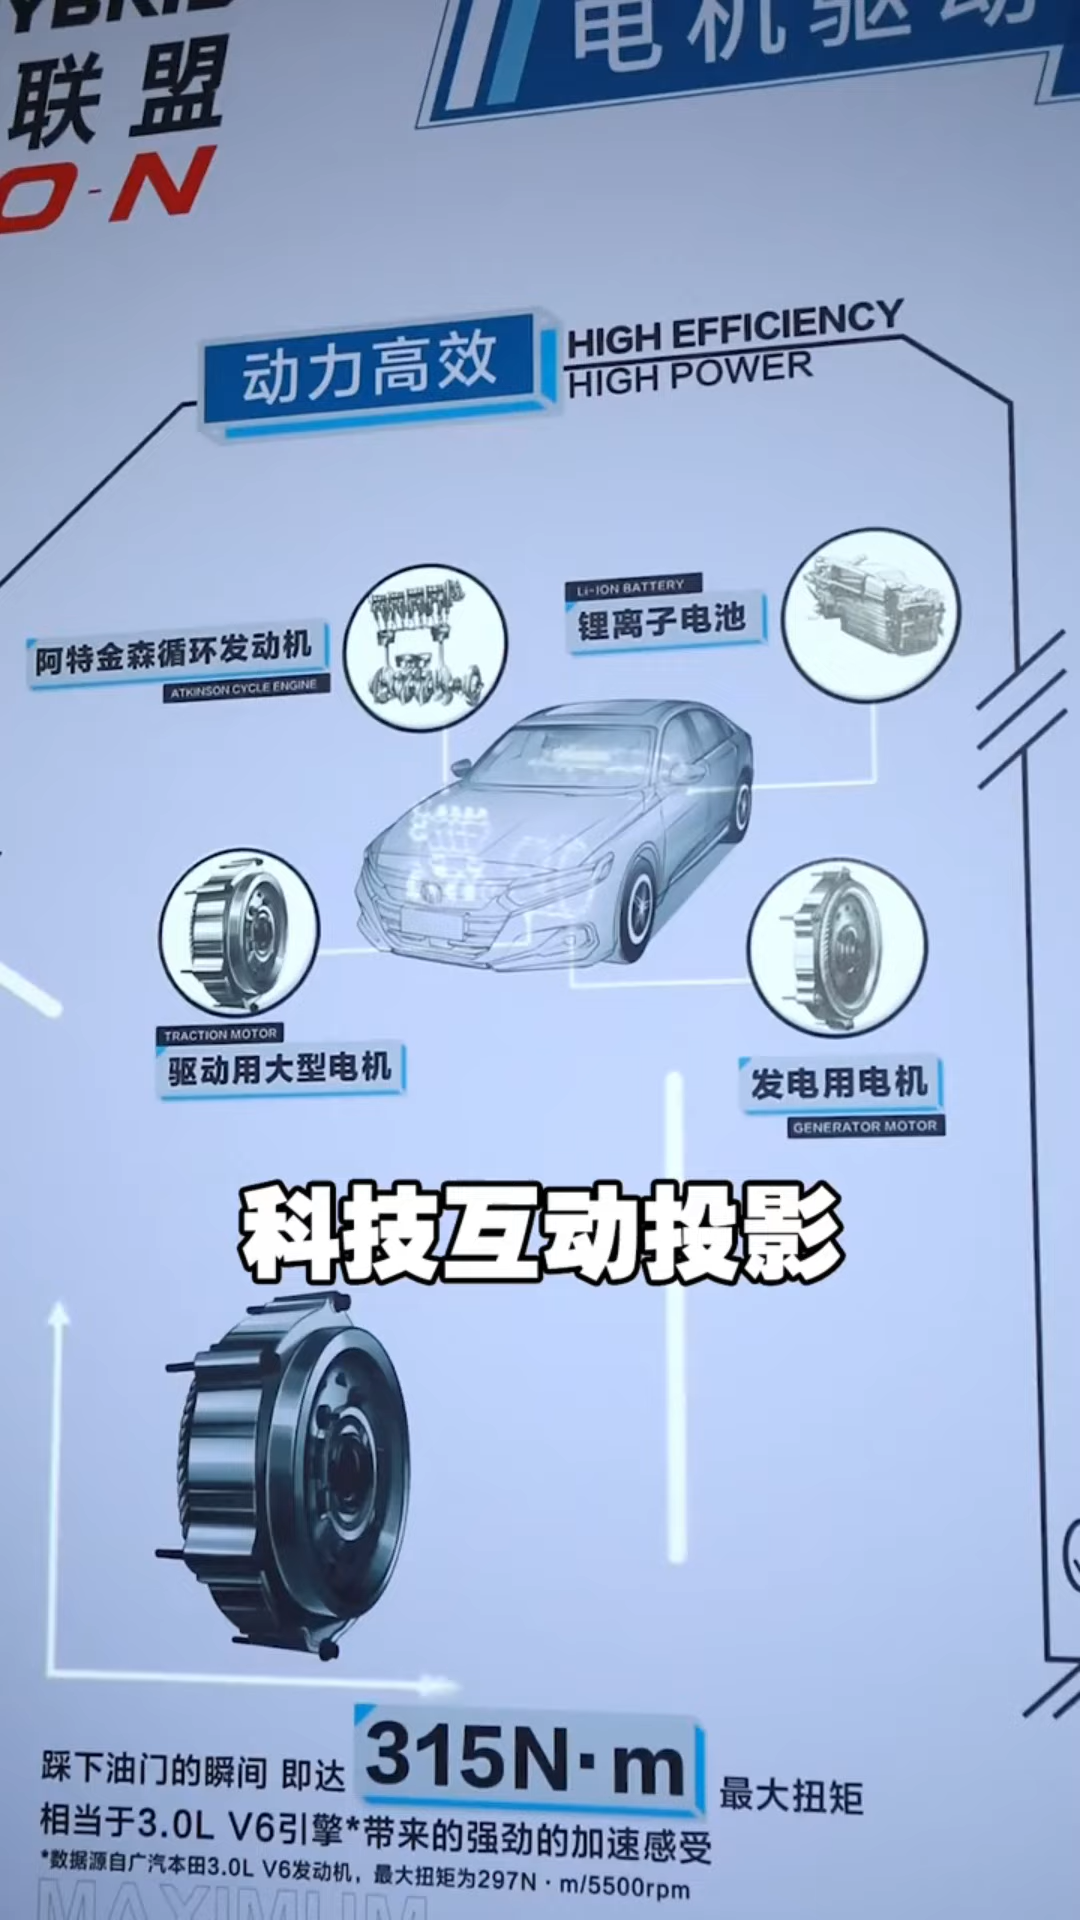 YBRID
联盟
O-N
电机驱动
动力高效
HIGH EFFICIENCY
HIGH POWER
阿特金森循环发动机
ATKINSON CYCLE ENGINE
Li-ION BATTERY
锂离子电池
TRACTION MOTOR
驱动用大型电机
发电用电机
GENERATOR MOTOR
科技互动投影
踩下油门的瞬间 即达 315N·m 最大扭矩
相当于3.0L V6引擎*带来的强劲的加速感受
*数据源自广汽本田3.0L V6发动机，最大扭矩为297N·m/5500rpm
MAXIMUM